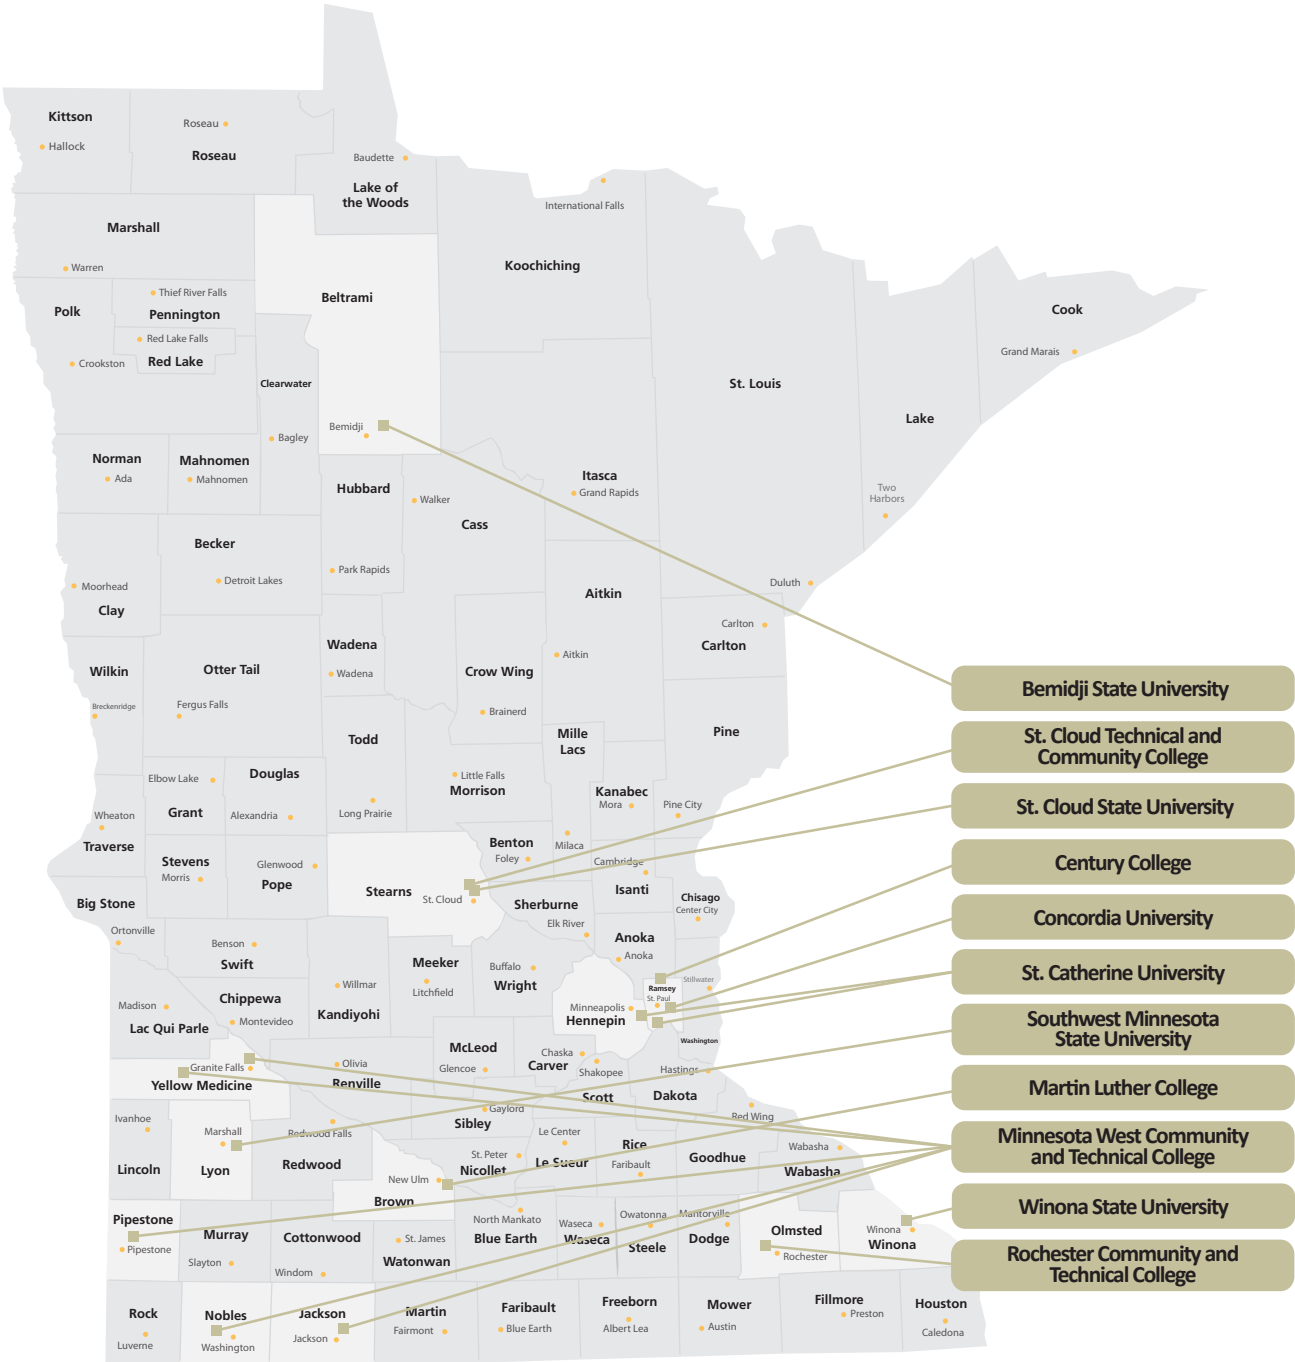 Kittson
Hallock
Roseau
Roseau
Baudette
Lake of
the Woods
International Falls
Koochiching
Marshall
Warren
Beltrami
Polk
Thief River Falls
Pennington
Red Lake Falls
Red Lake
Crookston
Clearwater
Bagley
Bemidji
Cook
Grand Marais
St. Louis
Lake
Two
Harbors
Norman
Ada
Mahnomen
Mahnomen
Hubbard
Walker
Cass
Itasca
Grand Rapids
Becker
Detroit Lakes
Park Rapids
Moorhead
Clay
Aitkin
Aitkin
Duluth
Carlton
Carlton
Wilkin
Breckenridge
Otter Tail
Fergus Falls
Wadena
Wadena
Crow Wing
Brainerd
Bemidji State University
Todd
Long Prairie
Mille
Lacs
Milaca
Pine
Pine City
St. Cloud Technical and
Community College
Elbow Lake
Grant
Douglas
Alexandria
Little Falls
Morrison
Kanabec
Mora
St. Cloud State University
Wheaton
Traverse
Stevens
Morris
Glenwood
Pope
Benton
Foley
Cambridge
Isanti
Century College
Big Stone
Ortonville
Stearns
St. Cloud
Sherburne
Elk River
Chisago
Center City
Concordia University
Benson
Swift
Meeker
Litchfield
Buffalo
Wright
Anoka
Anoka
Stillwater
St. Catherine University
Madison
Lac Qui Parle
Chippewa
Montevideo
Willmar
Kandiyohi
Minneapolis
Hennepin
Ramsey
St. Paul
Washington
Southwest Minnesota
State University
Granite Falls
Yellow Medicine
Olivia
Renville
McLeod
Glencoe
Chaska
Carver
Shakopee
Scott
Hastings
Dakota
Martin Luther College
Ivanhoe
Lincoln
Marshall
Lyon
Redwood Falls
Redwood
Gaylord
Sibley
Le Center
Le Sueur
Rice
Faribault
Red Wing
Goodhue
Wabasha
Wabasha
Minnesota West Community
and Technical College
St. Peter
Nicollet
New Ulm
Brown
Winona State University
Pipestone
Pipestone
Murray
Slayton
Cottonwood
Windom
St. James
Watonwan
North Mankato
Blue Earth
Waseca
Waseca
Owatonna
Steele
Mantorville
Dodge
Olmsted
Rochester
Winona
Winona
Rochester Community and
Technical College
Rock
Luverne
Nobles
Washington
Jackson
Jackson
Martin
Fairmont
Faribault
Blue Earth
Freeborn
Albert Lea
Mower
Austin
Fillmore
Preston
Houston
Caledona